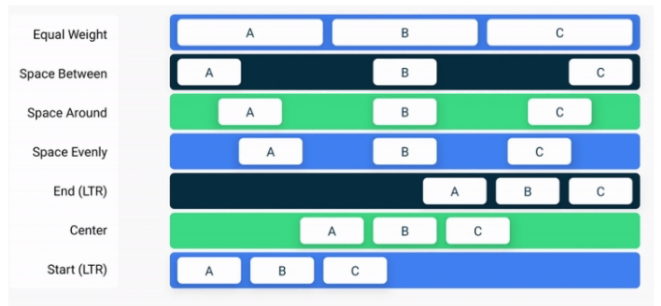 Equal Weight A B C
Space Between A B C
Space Around A B C
Space Evenly A B C
End (LTR) A B C
Center A B C
Start (LTR) A B C